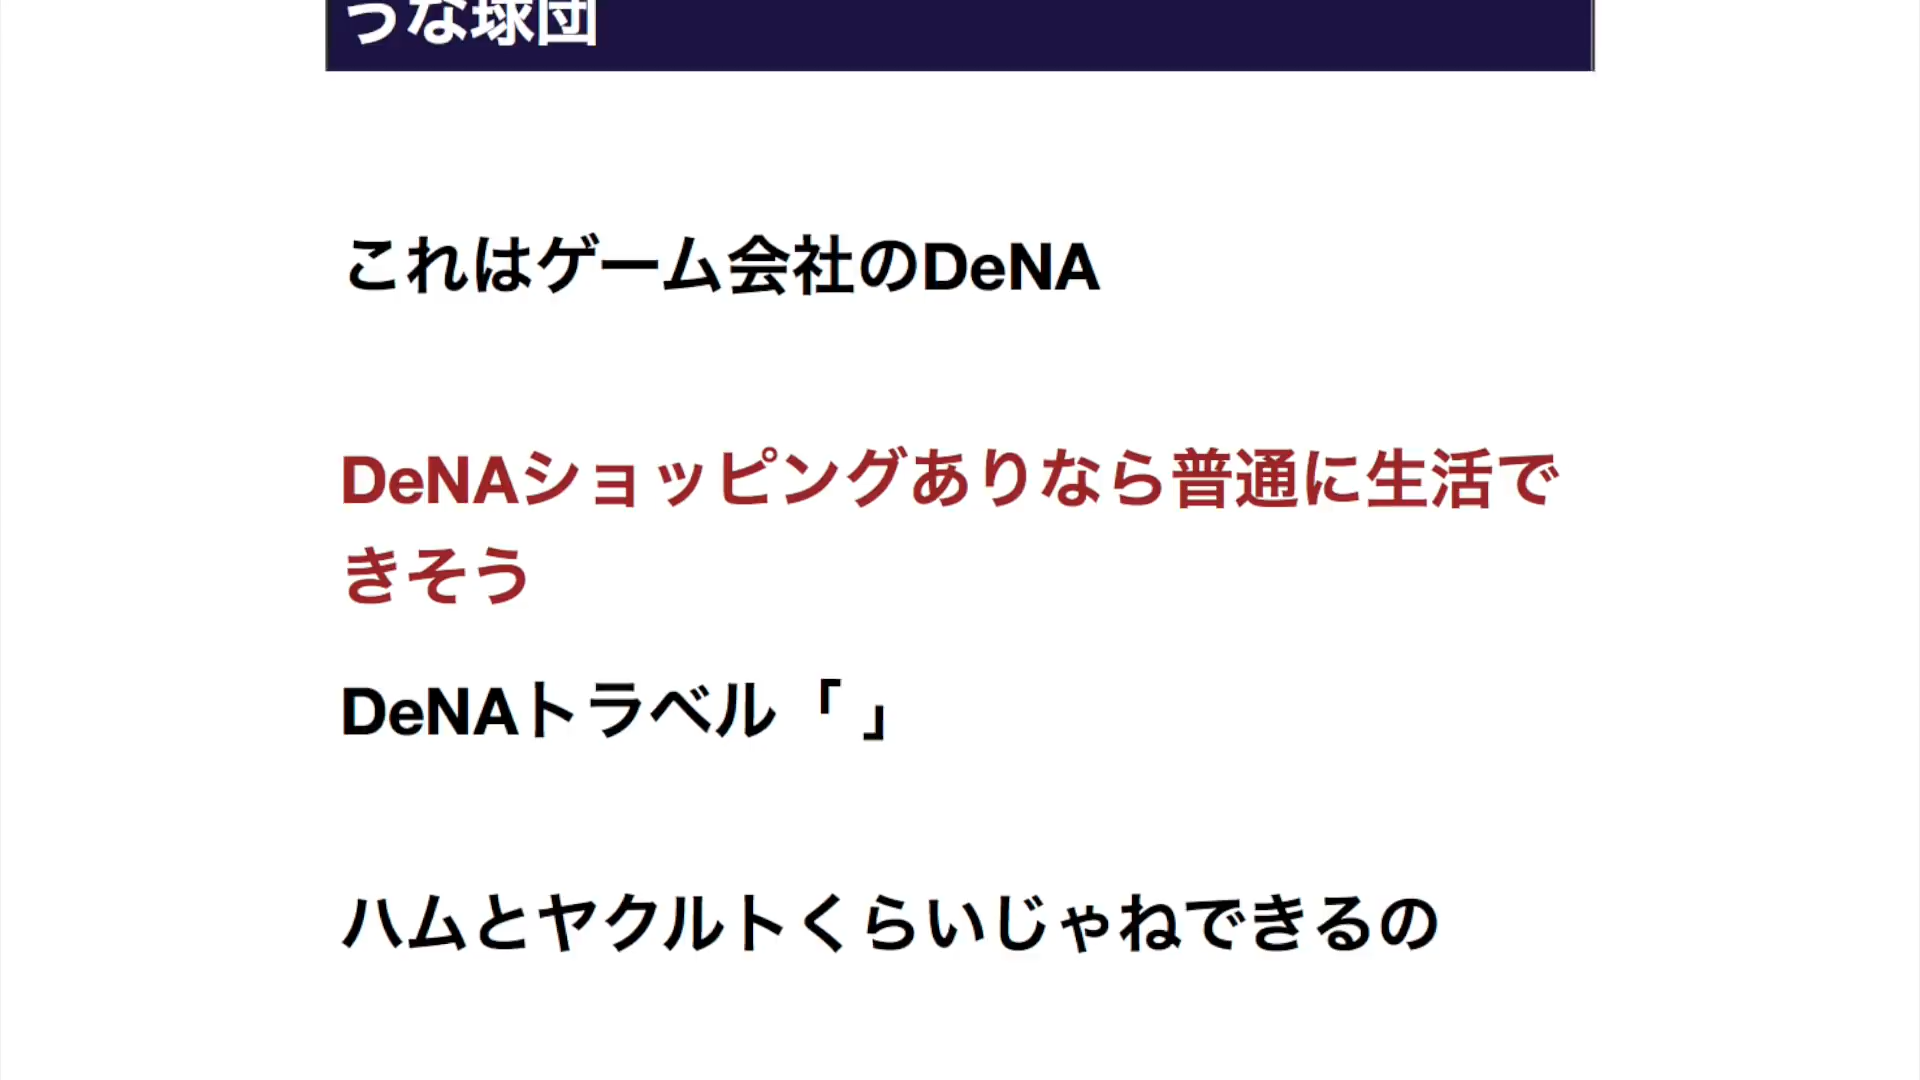 うな球団
これはゲーム会社のDeNA
DeNAショッピングありなら普通に生活で
きそう
DeNAトラベル「 」
ハムとヤクルトくらいじゃねできるの